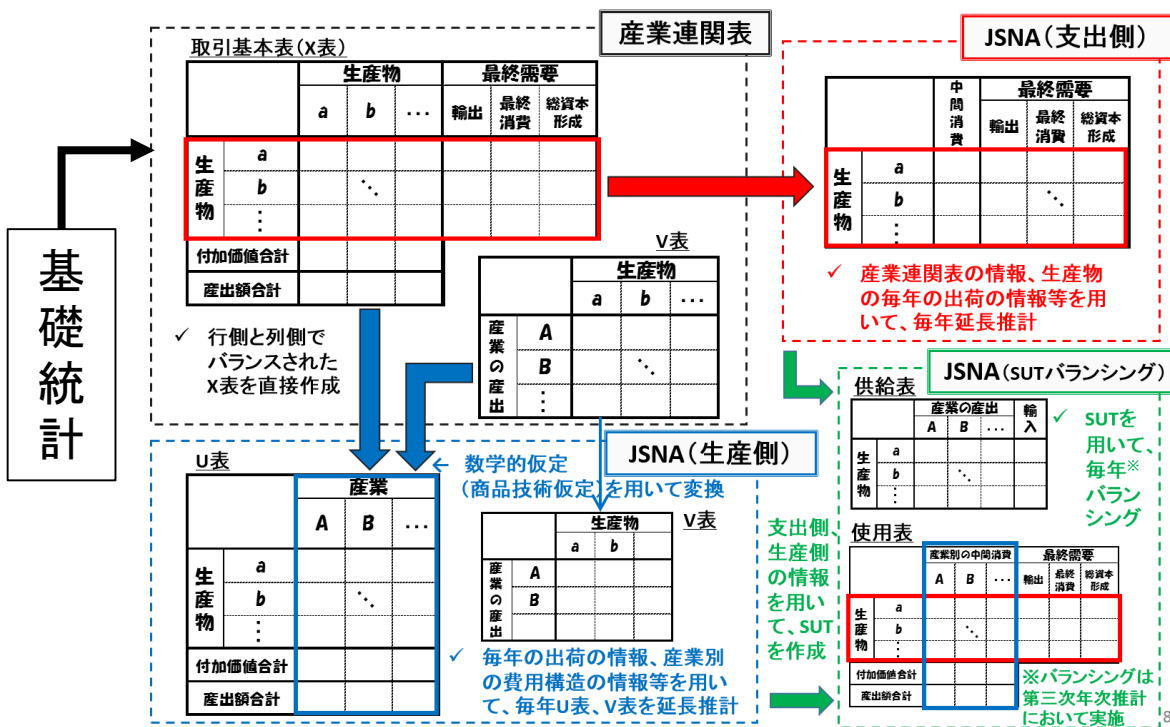 産業連関表
取引基本表(X表)
生産物
最終需要
a
b
…
輸出
最終
消費
総資本
形成
生産物
a
b
⋮
⋱
付加価値合計
産出額合計
✓ 行側と列側で
バランスされた
X表を直接作成
V表
生産物
a
b
…
産業の産出
A
B
⋮
⋱
基礎統計
JSNA(支出側)
中間消費
最終需要
輸出
最終
消費
総資本
形成
生産物
a
b
⋮
⋱
✓ 産業連関表の情報、生産物
の毎年の出荷の情報等を用
いて、毎年延長推計
JSNA(生産側)
U表
← 数学的仮定
(商品技術仮定)を用いて変換
産業
A
B
…
生産物
a
b
⋮
⋱
付加価値合計
産出額合計
V表
生産物
a
b
産業の産出
A
B
✓ 毎年の出荷の情報、産業別
の費用構造の情報等を用い
て、毎年U表、V表を延長推計
支出側、
生産側
の情報
を用い
て、SUT
を作成
JSNA(SUTバランシング)
供給表
産業の産出
輸入
A
B
…
生産物
a
b
⋮
⋱
✓ SUTを
用いて、
毎年※
バラン
シング
使用表
産業別の中間消費
最終需要
A
B
…
輸出
最終
消費
総資本
形成
生産物
a
b
⋮
⋱
付加価値合計
産出額合計
※バランシングは
第三次年次推計
において実施